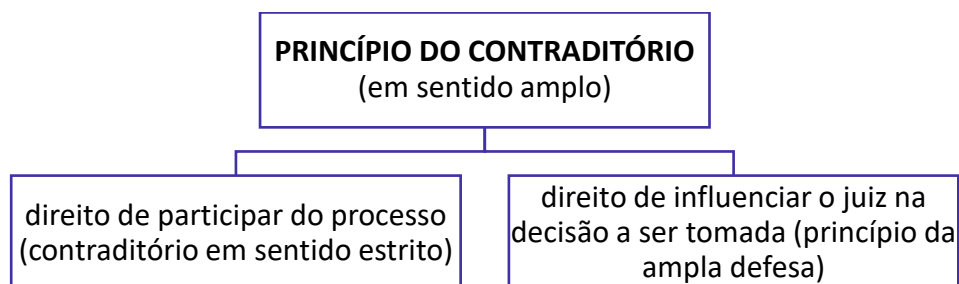 PRINCÍPIO DO CONTRADITÓRIO
(em sentido amplo)
direito de participar do processo
(contraditório em sentido estrito)
direito de influenciar o juiz na
decisão a ser tomada (princípio da
ampla defesa)